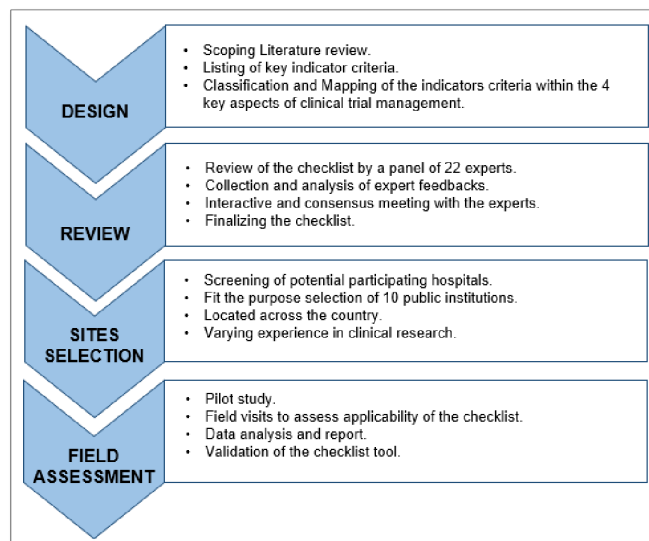 DESIGN
• Scoping Literature review.
• Listing of key indicator criteria.
• Classification and Mapping of the indicators criteria within the 4
key aspects of clinical trial management.
REVIEW
• Review of the checklist by a panel of 22 experts.
• Collection and analysis of expert feedbacks.
• Interactive and consensus meeting with the experts.
• Finalizing the checklist.
SITES
SELECTION
• Screening of potential participating hospitals.
• Fit the purpose selection of 10 public institutions.
• Located across the country.
• Varying experience in clinical research.
FIELD
ASSESSMENT
• Pilot study.
• Field visits to assess applicability of the checklist.
• Data analysis and report.
• Validation of the checklist tool.